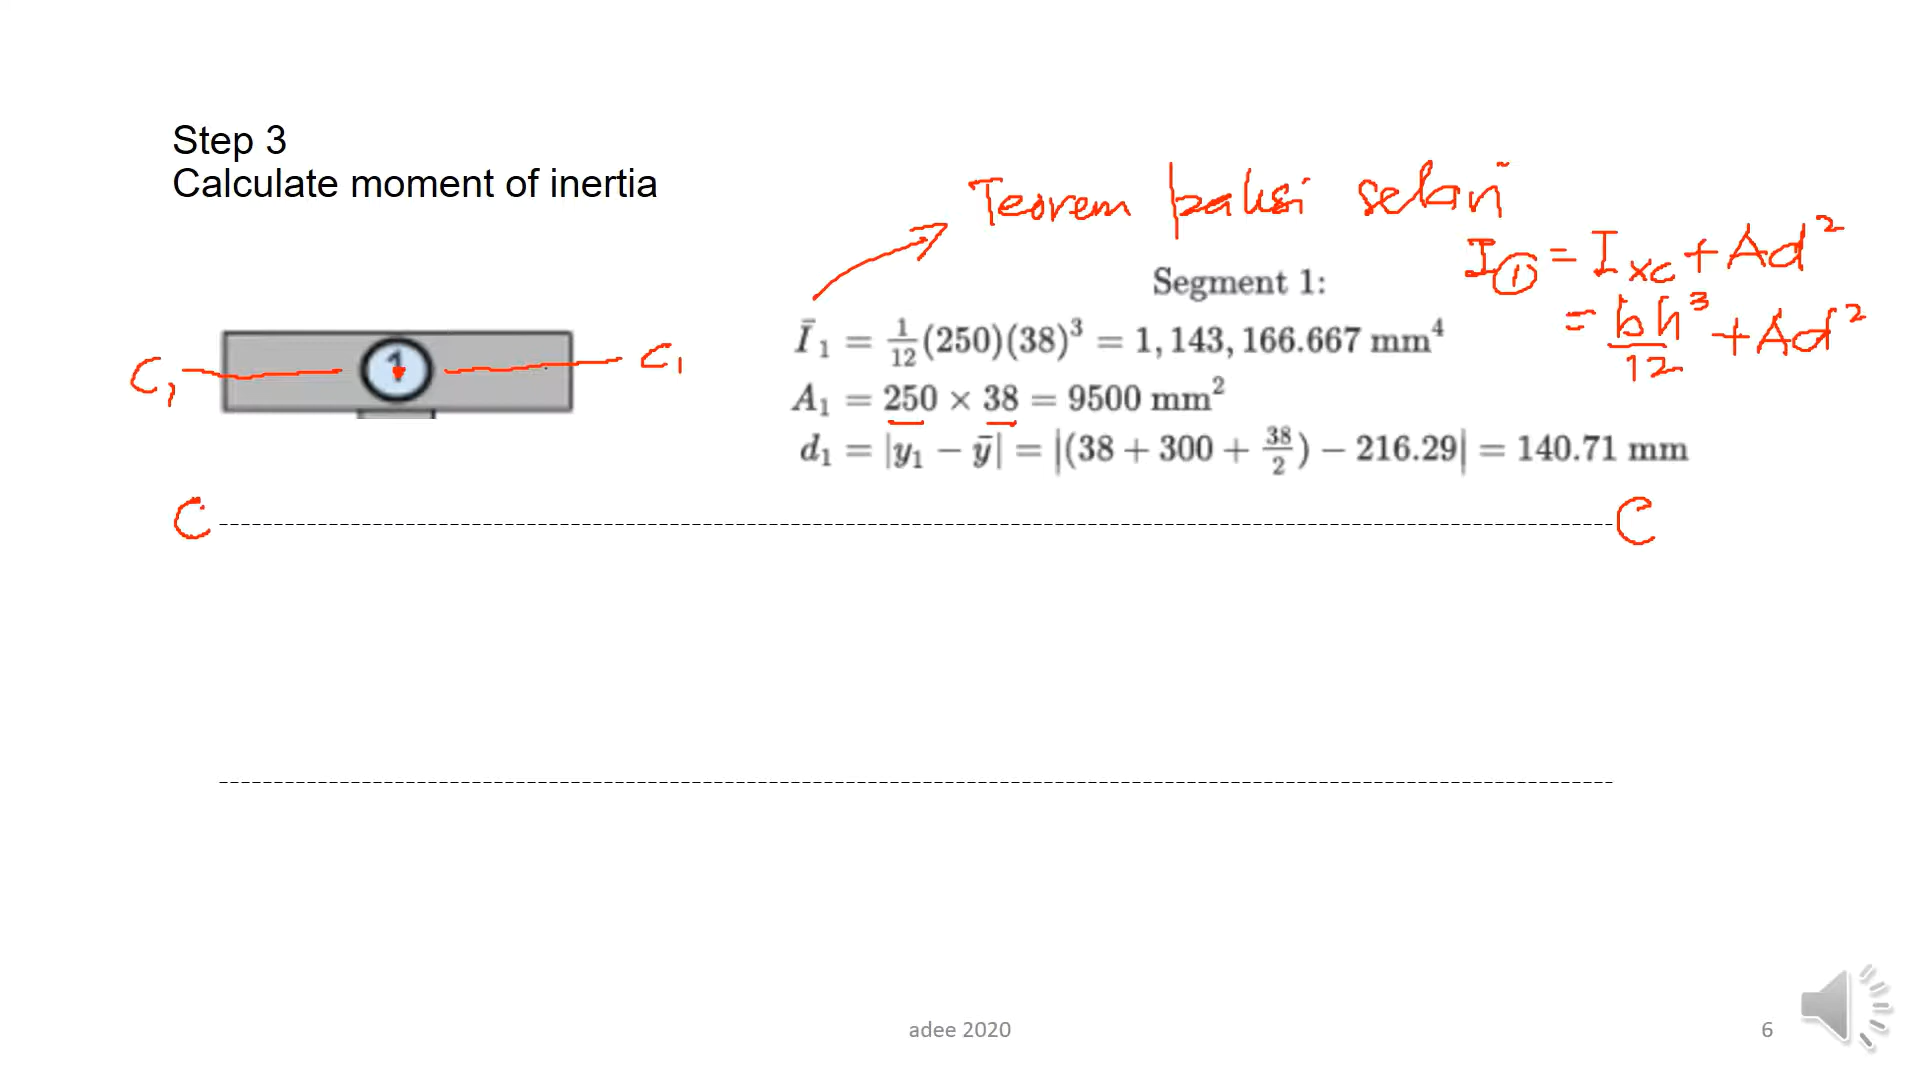 Step 3
Calculate moment of inertia
Teorem paksi selari
I① = Ixc + Ad²
= bh³/12 + Ad²
Segment 1:
Ī₁ = 1/12 (250)(38)³ = 1,143,166.667 mm⁴
A₁ = 250 × 38 = 9500 mm²
d₁ = |y₁ − ȳ| = |(38 + 300 + 38/2) − 216.29| = 140.71 mm
C₁ 1 C₁
C C
adee 2020
6